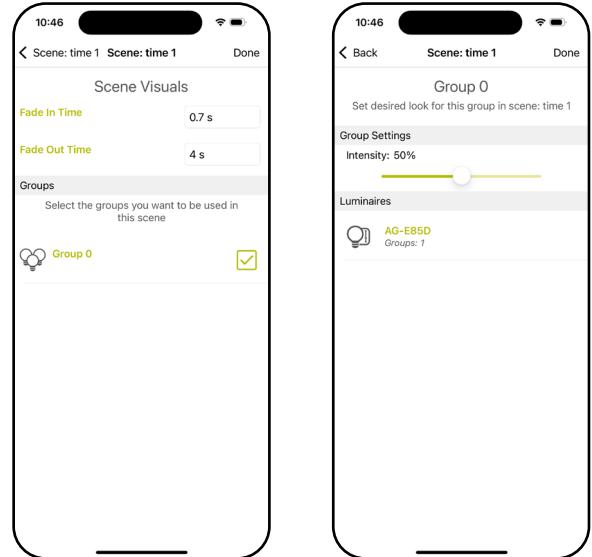 10:46
Scene: time 1 Scene: time 1 Done
Scene Visuals
Fade In Time
0.7 s
Fade Out Time
4 s
Groups
Select the groups you want to be used in
this scene
Group 0
10:46
Back Scene: time 1 Done
Group 0
Set desired look for this group in scene: time 1
Group Settings
Intensity: 50%
Luminaires
AG-E85D
Groups: 1